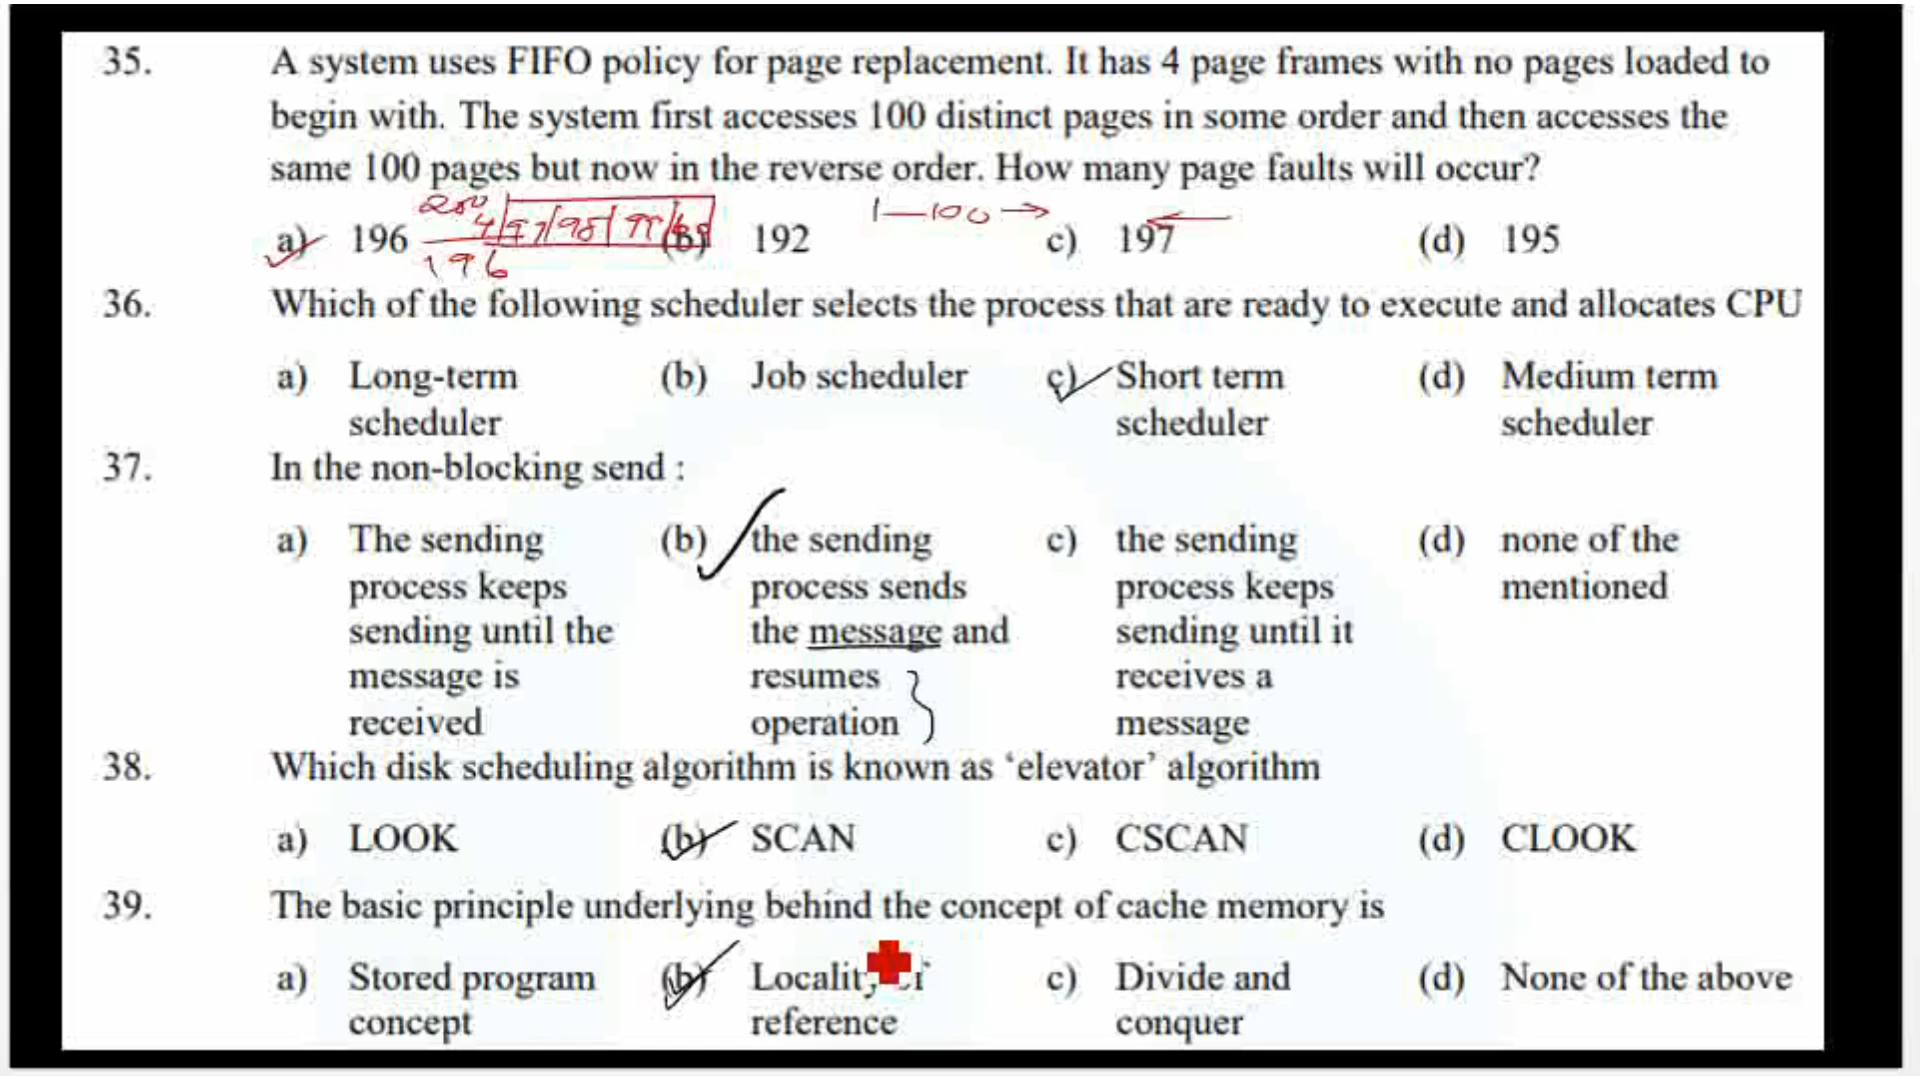 35. A system uses FIFO policy for page replacement. It has 4 page frames with no pages loaded to
begin with. The system first accesses 100 distinct pages in some order and then accesses the
same 100 pages but now in the reverse order. How many page faults will occur?
200
4 97 98 99
1—100
a) 196 (b) 192 c) 197 (d) 195
196
36. Which of the following scheduler selects the process that are ready to execute and allocates CPU
a) Long-term (b) Job scheduler c) Short term (d) Medium term
scheduler scheduler scheduler
37. In the non-blocking send :
a) The sending (b) the sending c) the sending (d) none of the
process keeps process sends process keeps mentioned
sending until the the message and sending until it
message is resumes receives a
received operation message
38. Which disk scheduling algorithm is known as ‘elevator’ algorithm
a) LOOK (b) SCAN c) CSCAN (d) CLOOK
39. The basic principle underlying behind the concept of cache memory is
a) Stored program (b) Locality c) Divide and (d) None of the above
concept reference conquer